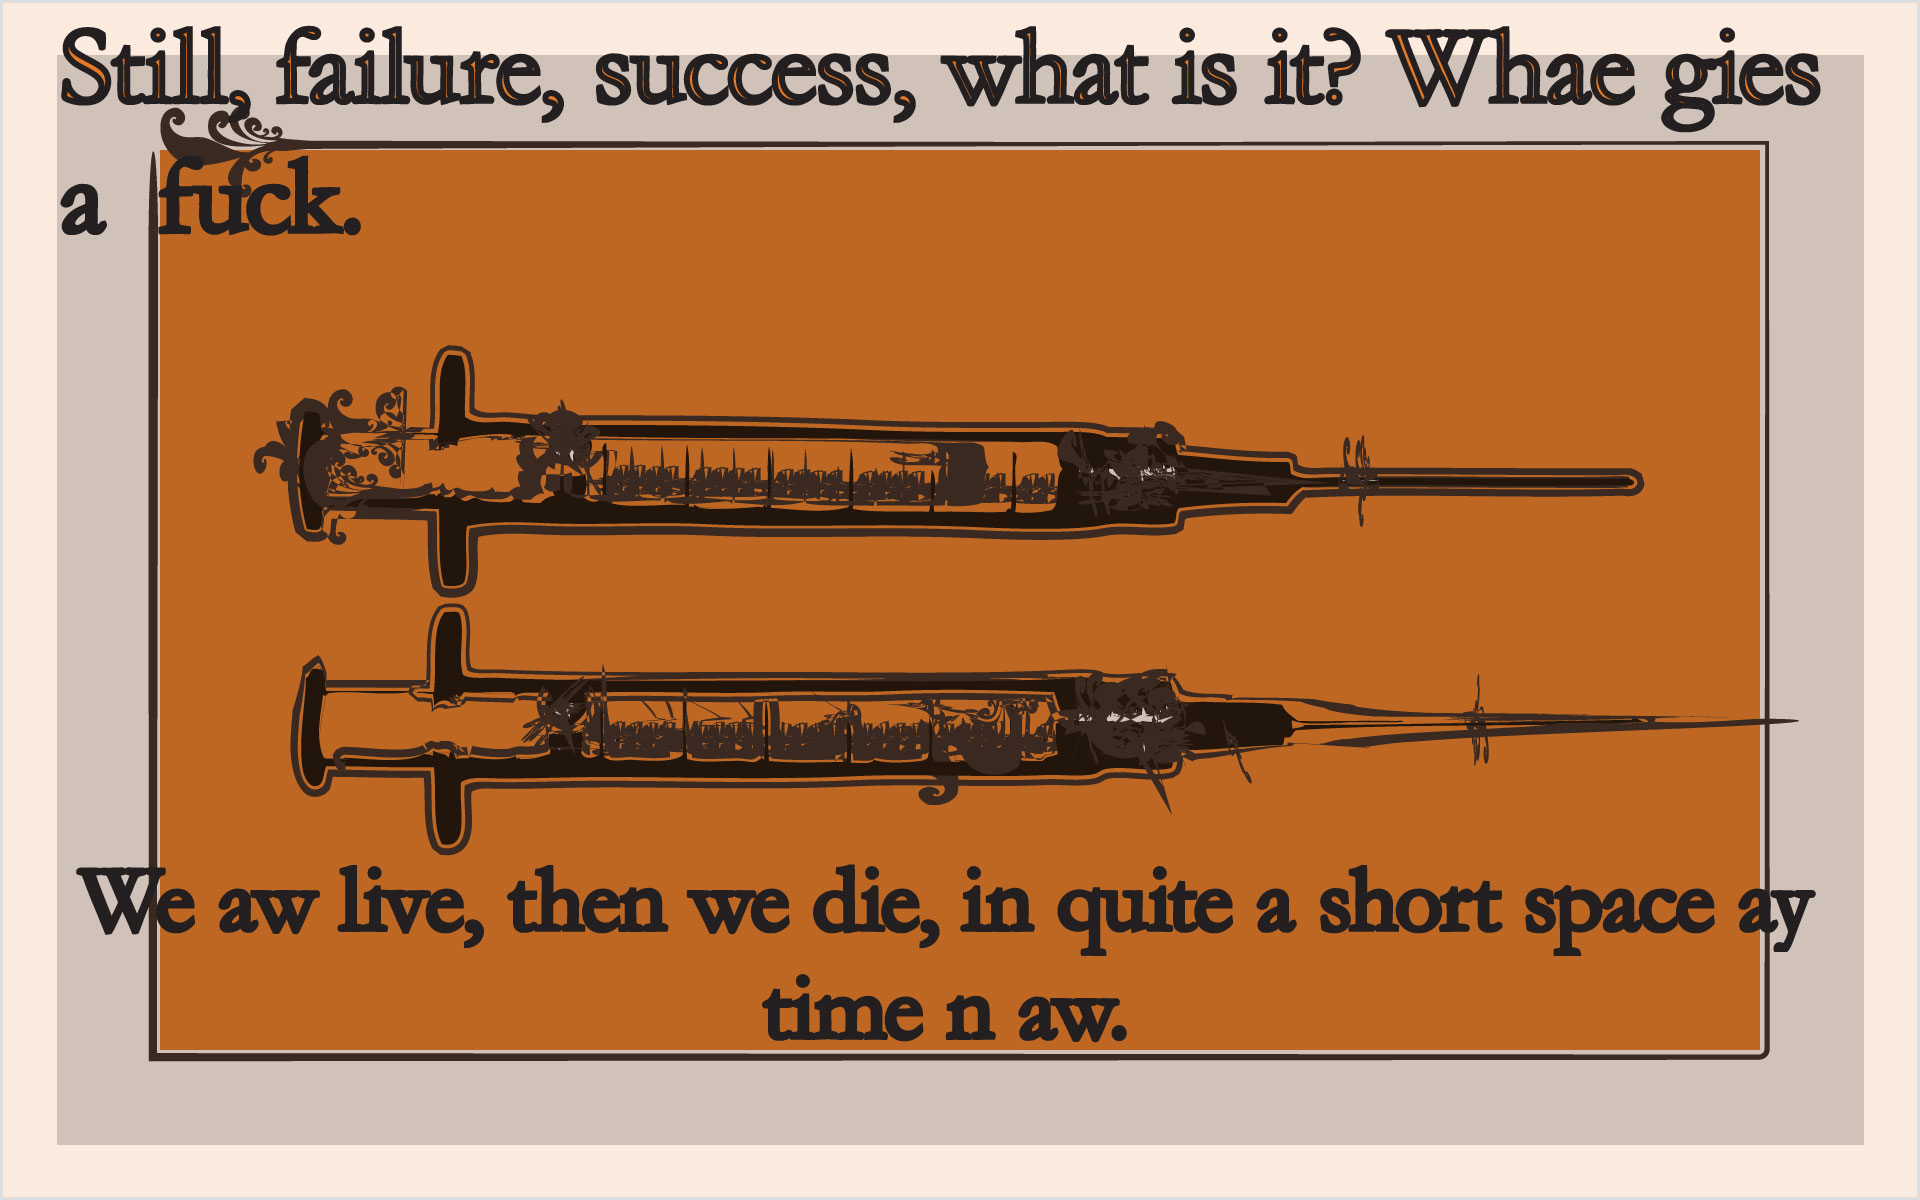 Still, failure, success, what is it? Whae gies
a fuck.
We aw live, then we die, in quite a short space ay
time n aw.